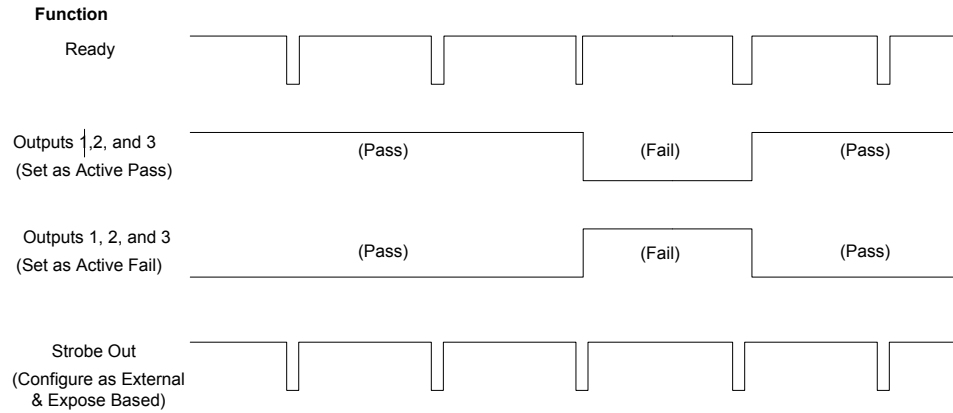 Function
Ready
Outputs 1,2, and 3
(Set as Active Pass)
(Pass)
(Fail)
(Pass)
Outputs 1, 2, and 3
(Set as Active Fail)
(Pass)
(Fail)
(Pass)
Strobe Out
(Configure as External
& Expose Based)